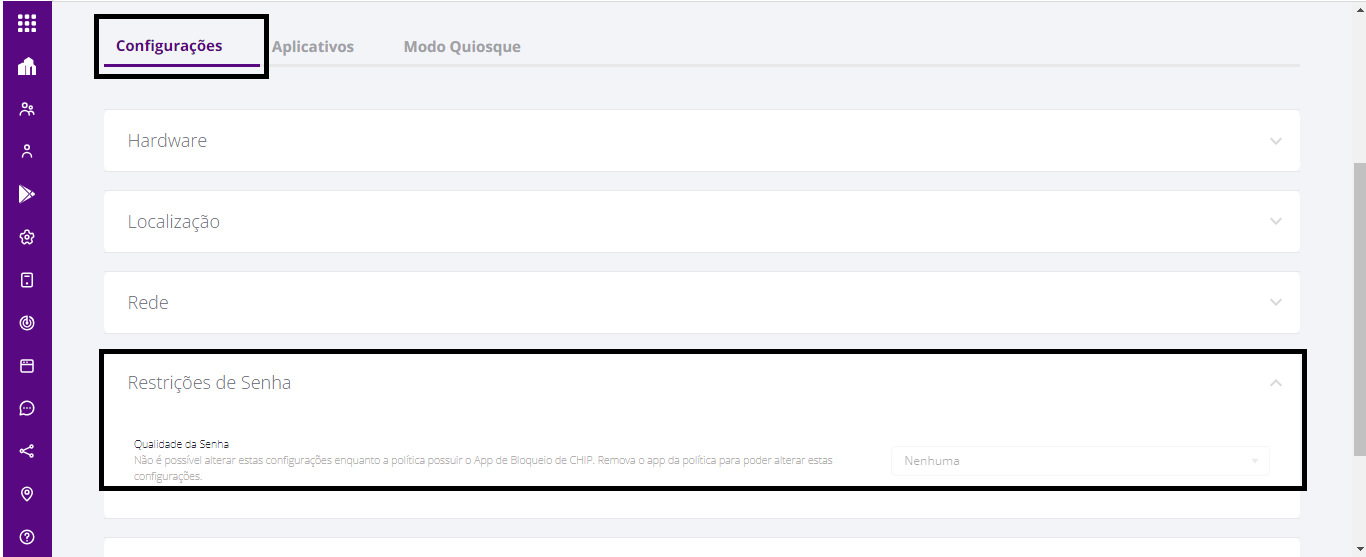 Configurações
Aplicativos
Modo Quiosque
Hardware
Localização
Rede
Restrições de Senha
Qualidade da Senha
Não é possível alterar estas configurações enquanto a política possuir o App de Bloqueio de CHIP. Remova o app da política para poder alterar estas
configurações.
Nenhuma